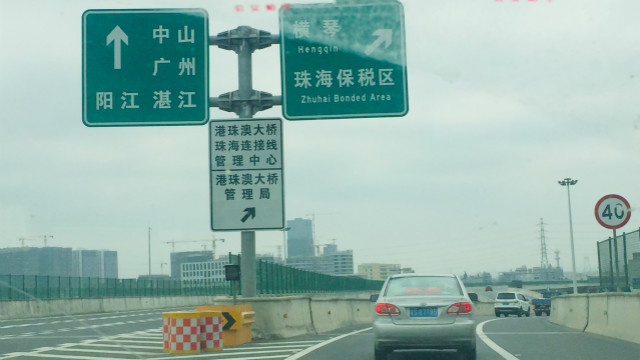 中山
广州
阳江 湛江
横琴
Hengqin
珠海保税区
Zhuhai Bonded Area
港珠澳大桥
珠海连接线
管理中心
港珠澳大桥
管理局
40